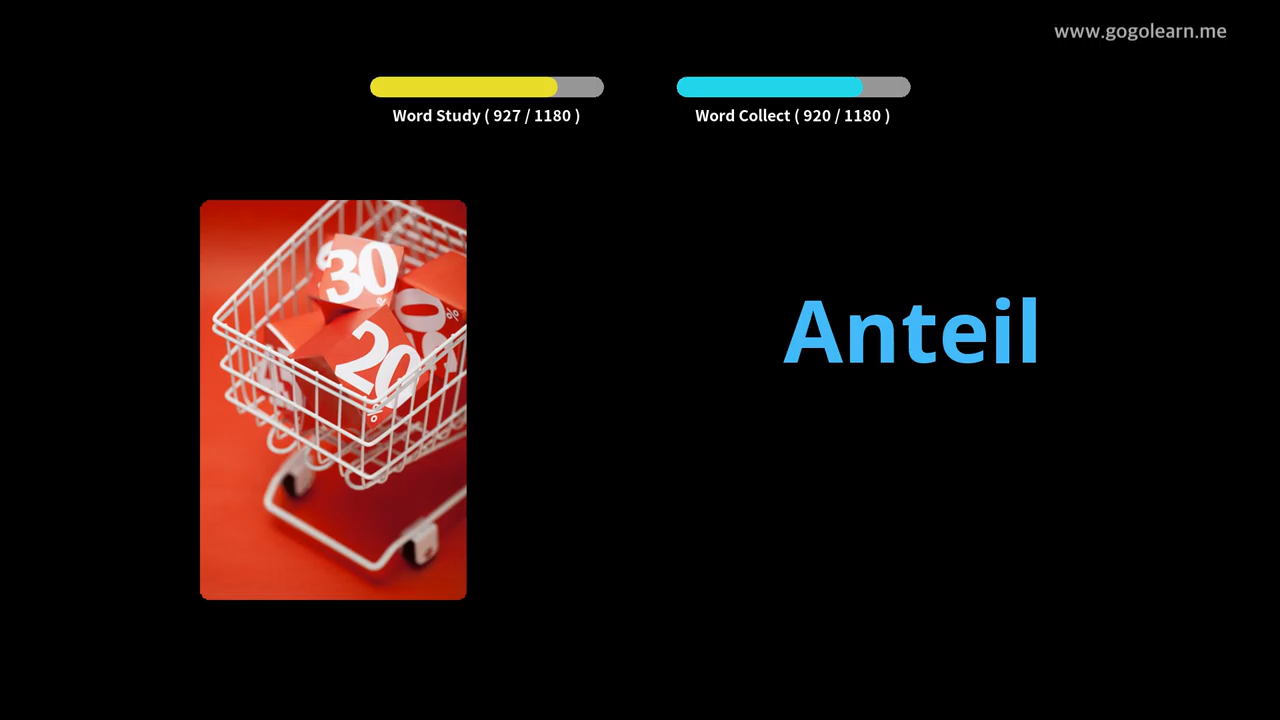 www.gogolearn.me
Word Study ( 927 / 1180 )
Word Collect ( 920 / 1180 )
30
%
20
%
Anteil